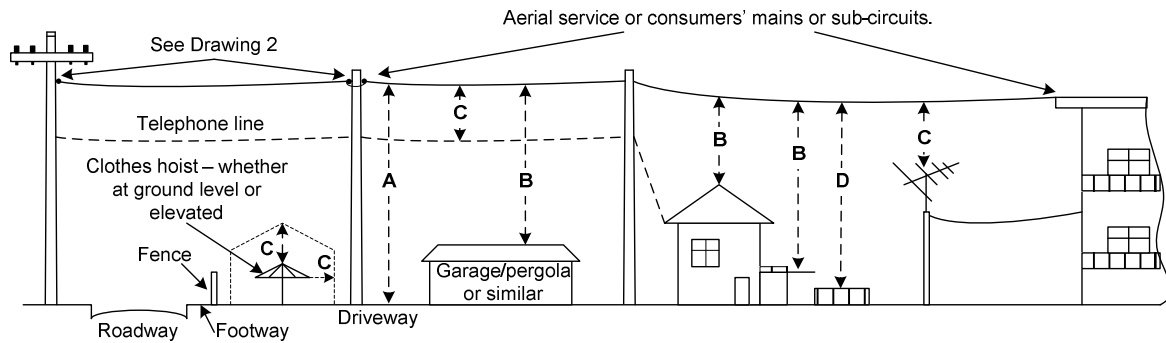 Aerial service or consumers' mains or sub-circuits.
See Drawing 2
Telephone line
Clothes hoist – whether
at ground level or
elevated
Fence
C
C
A
C
B
Garage/pergola
or similar
B
B
D
C
Driveway
Roadway
Footway